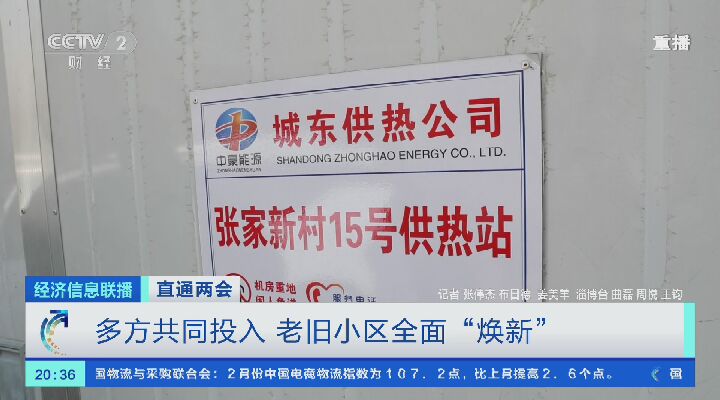 CCTV 2
财经
重播
中豪能源
城东供热公司
SHANDONG ZHONGHAO ENERGY CO., LTD.
张家新村15号供热站
机房重地
经济信息联播
直通两会
记者 张伟杰 布日德 姜美羊 淄博台 曲磊 周悦 王钧
多方共同投入 老旧小区全面“焕新”
20:36
国物流与采购联合会：2月份中国电商物流指数为107.2点，比上月提高2.6个点。
国